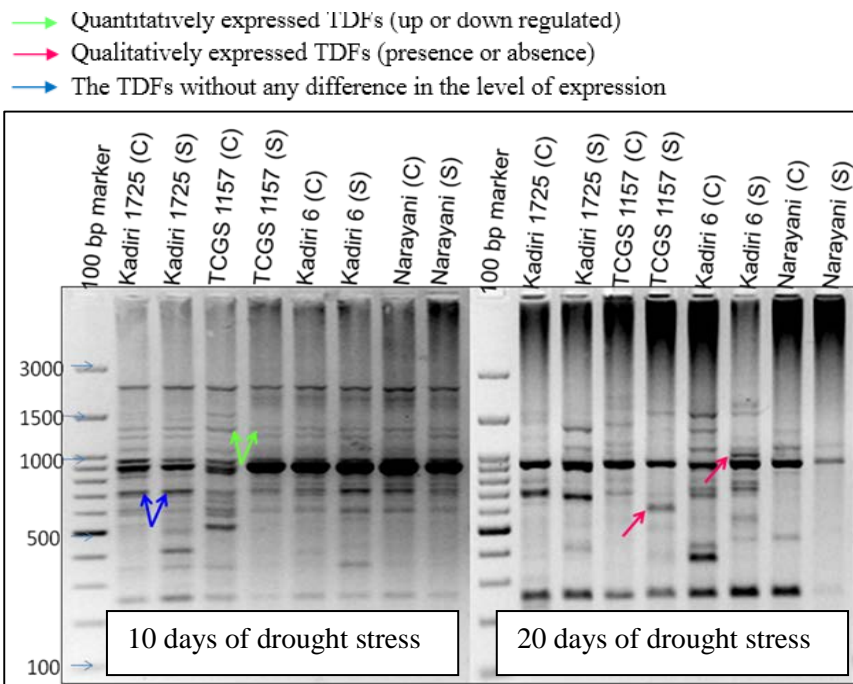 Quantitatively expressed TDFs (up or down regulated)
Qualitatively expressed TDFs (presence or absence)
The TDFs without any difference in the level of expression
100 bp marker
Kadiri 1725 (C)
Kadiri 1725 (S)
TCGS 1157 (C)
TCGS 1157 (S)
Kadiri 6 (C)
Kadiri 6 (S)
Narayani (C)
Narayani (S)
100 bp marker
Kadiri 1725 (C)
Kadiri 1725 (S)
TCGS 1157 (C)
TCGS 1157 (S)
Kadiri 6 (C)
Kadiri 6 (S)
Narayani (C)
Narayani (S)
3000
1500
1000
500
100
10 days of drought stress
20 days of drought stress